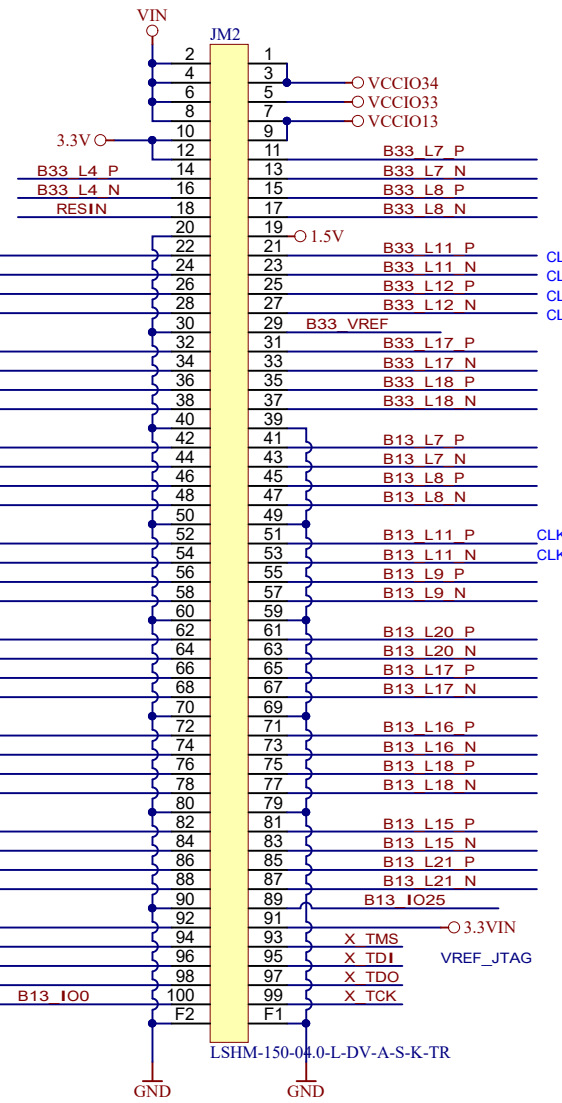 VIN
JM2
2 1
4 3 VCCIO34
6 5 VCCIO33
8 7 VCCIO13
3.3V 10 9
12 11 B33_L7_P
B33_L4_P 14 13 B33_L7_N
B33_L4_N 16 15 B33_L8_P
RESIN 18 17 B33_L8_N
20 19 1.5V
22 21 B33_L11_P CL
24 23 B33_L11_N CL
26 25 B33_L12_P CL
28 27 B33_L12_N CL
30 29 B33_VREF
32 31 B33_L17_P
34 33 B33_L17_N
36 35 B33_L18_P
38 37 B33_L18_N
40 39
42 41 B13_L7_P
44 43 B13_L7_N
46 45 B13_L8_P
48 47 B13_L8_N
50 49
52 51 B13_L11_P CLK
54 53 B13_L11_N CLK
56 55 B13_L9_P
58 57 B13_L9_N
60 59
62 61 B13_L20_P
64 63 B13_L20_N
66 65 B13_L17_P
68 67 B13_L17_N
70 69
72 71 B13_L16_P
74 73 B13_L16_N
76 75 B13_L18_P
78 77 B13_L18_N
80 79
82 81 B13_L15_P
84 83 B13_L15_N
86 85 B13_L21_P
88 87 B13_L21_N
90 89 B13_IO25
92 91 3.3VIN
94 93 X_TMS
96 95 X_TDI VREF_JTAG
98 97 X_TDO
B13_IO0 100 99 X_TCK
F2 F1
LSHM-150-04.0-L-DV-A-S-K-TR
GND GND